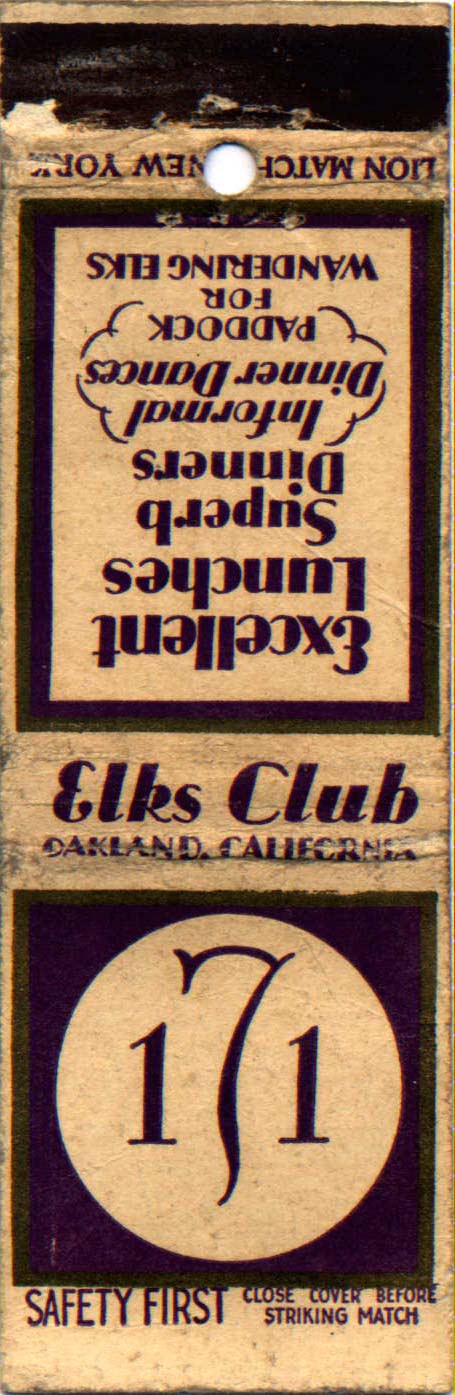 LION MATCH-NEW YORK
Excellent
Lunches
Superb
Dinners
Informal
Dinner Dances
PADDOCK
FOR
WANDERING ELKS
Elks Club
OAKLAND, CALIFORNIA
171
SAFETY FIRST CLOSE COVER BEFORE
STRIKING MATCH